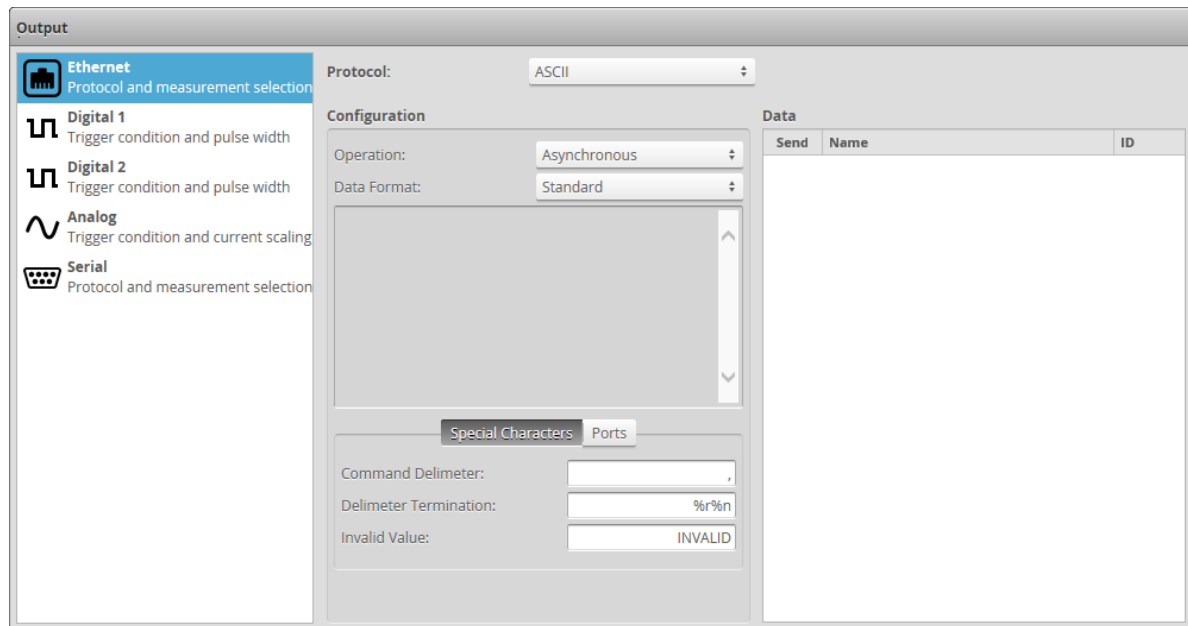 Output
Ethernet
Protocol and measurement selection
Digital 1
Trigger condition and pulse width
Digital 2
Trigger condition and pulse width
Analog
Trigger condition and current scaling
Serial
Protocol and measurement selection
Protocol: ASCII
Configuration
Operation: Asynchronous
Data Format: Standard
Special Characters Ports
Command Delimeter: ,
Delimeter Termination: %r%n
Invalid Value: INVALID
Data
Send Name ID